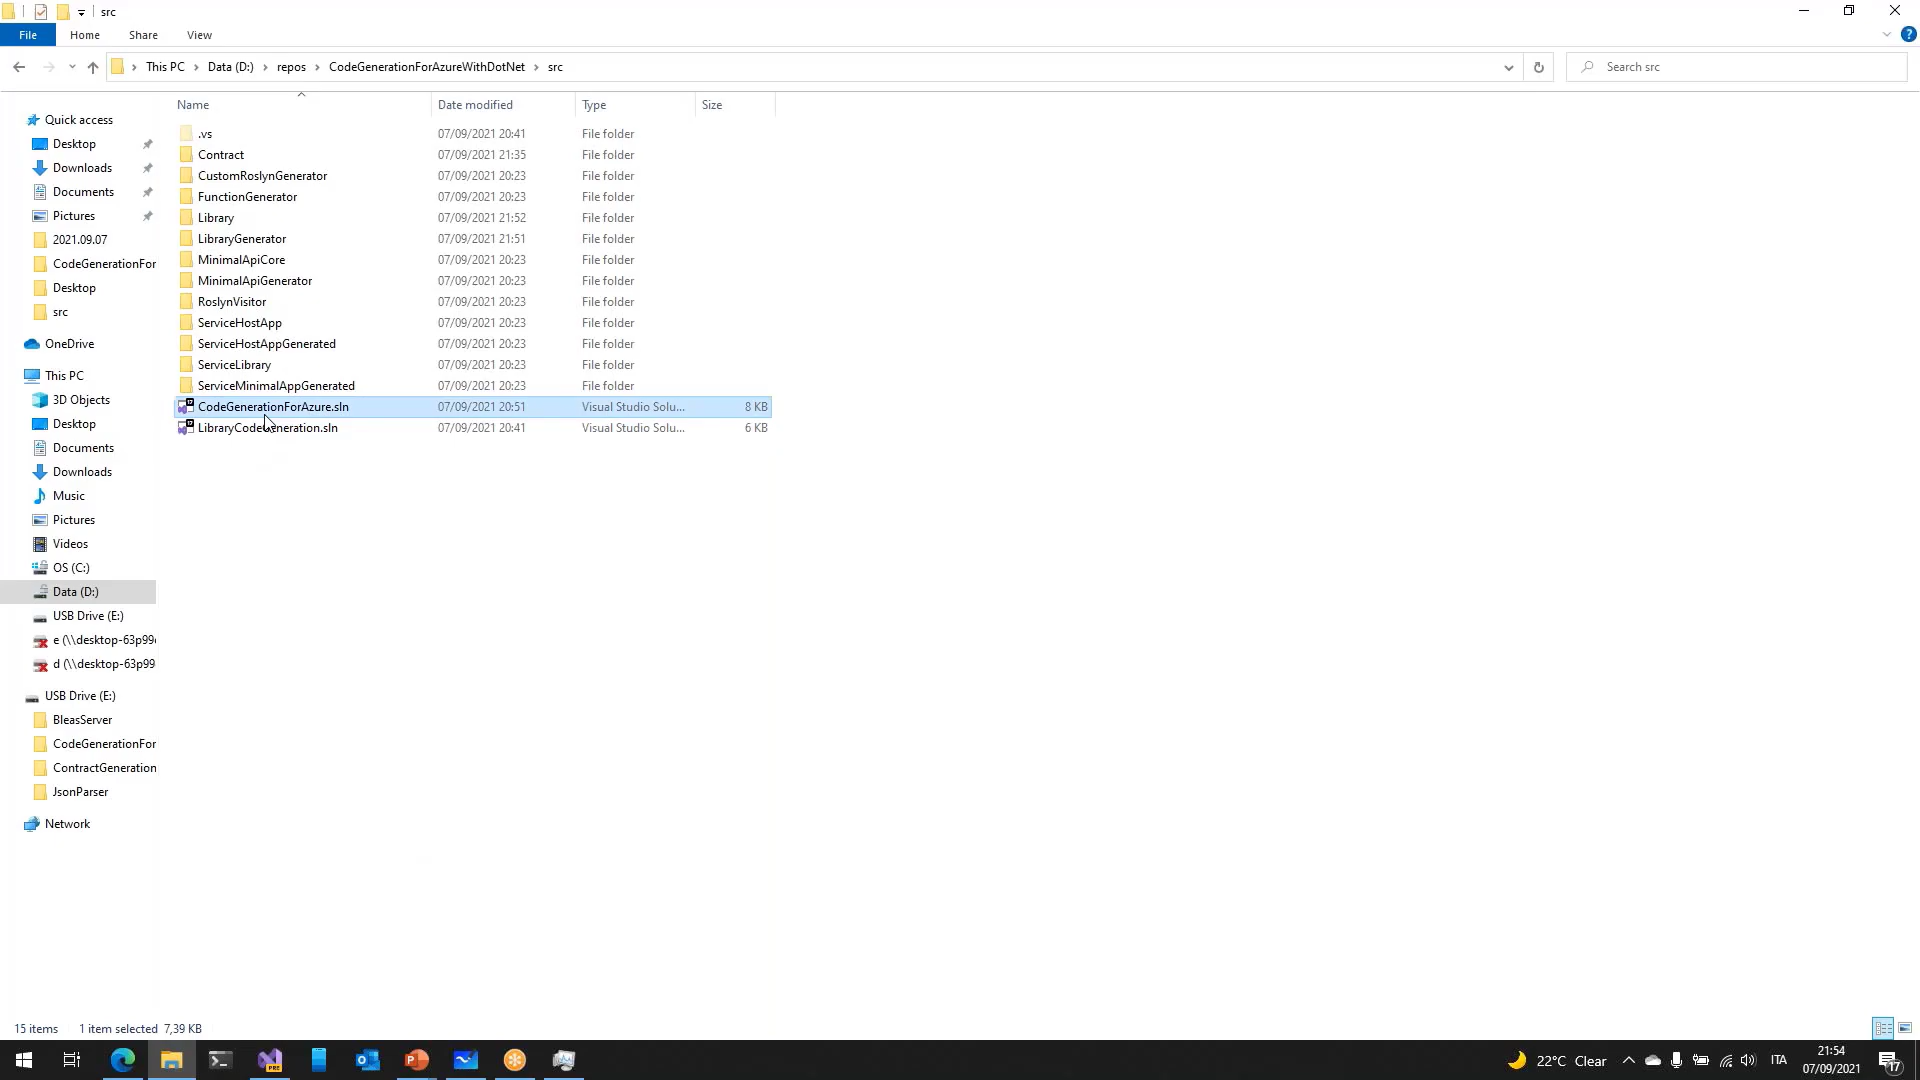 src
File Home Share View ?
This PC Data (D:) repos CodeGenerationForAzureWithDotNet src Search src
Name Date modified Type Size
Quick access
Desktop
Downloads
Documents
Pictures
2021.09.07
CodeGenerationFor
Desktop
src
OneDrive
This PC
3D Objects
Desktop
Documents
Downloads
Music
Pictures
Videos
OS (C:)
Data (D:)
USB Drive (E:)
e (\\desktop-63p99
d (\\desktop-63p99
USB Drive (E:)
BleasServer
CodeGenerationFor
ContractGeneration
JsonParser
Network
.vs 07/09/2021 20:41 File folder
Contract 07/09/2021 21:35 File folder
CustomRoslynGenerator 07/09/2021 20:23 File folder
FunctionGenerator 07/09/2021 20:23 File folder
Library 07/09/2021 21:52 File folder
LibraryGenerator 07/09/2021 21:51 File folder
MinimalApiCore 07/09/2021 20:23 File folder
MinimalApiGenerator 07/09/2021 20:23 File folder
RoslynVisitor 07/09/2021 20:23 File folder
ServiceHostApp 07/09/2021 20:23 File folder
ServiceHostAppGenerated 07/09/2021 20:23 File folder
ServiceLibrary 07/09/2021 20:23 File folder
ServiceMinimalAppGenerated 07/09/2021 20:23 File folder
CodeGenerationForAzure.sln 07/09/2021 20:51 Visual Studio Solu... 8 KB
LibraryCodeGeneration.sln 07/09/2021 20:41 Visual Studio Solu... 6 KB
15 items 1 item selected 7,39 KB
PRE
22°C Clear ITA
21:54
07/09/2021
17